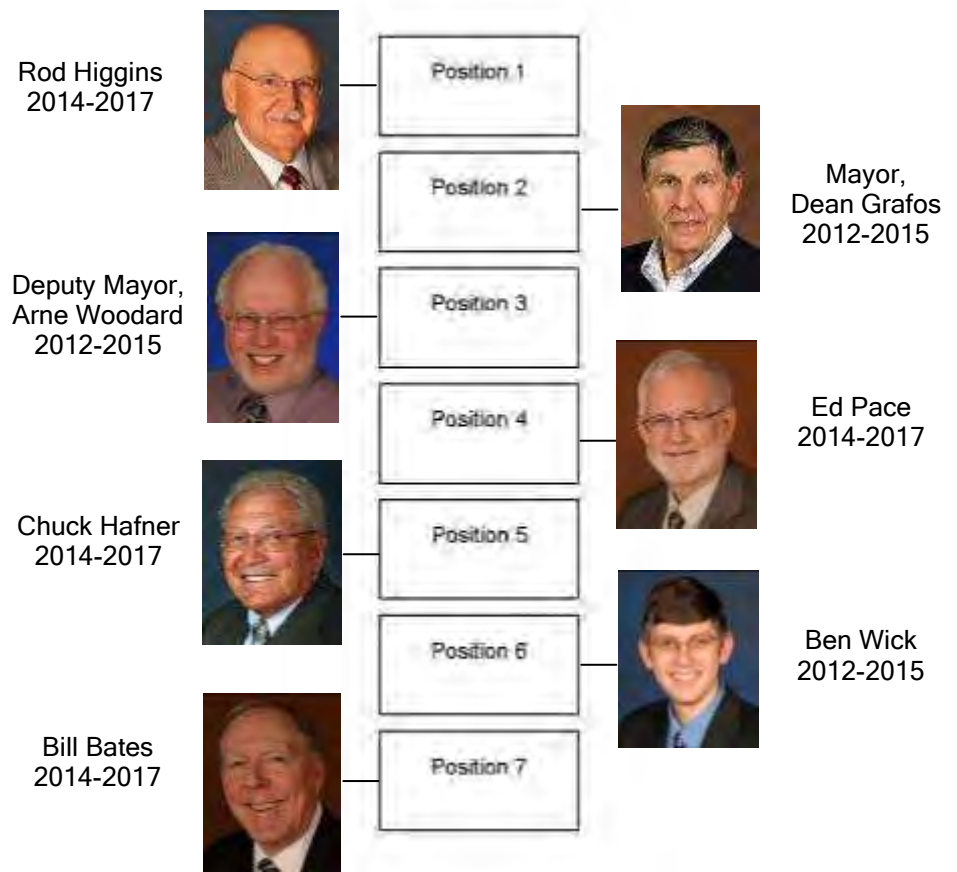 Rod Higgins
2014-2017
Position 1
Position 2
Mayor,
Dean Grafos
2012-2015
Deputy Mayor,
Arne Woodard
2012-2015
Position 3
Position 4
Ed Pace
2014-2017
Chuck Hafner
2014-2017
Position 5
Position 6
Ben Wick
2012-2015
Bill Bates
2014-2017
Position 7